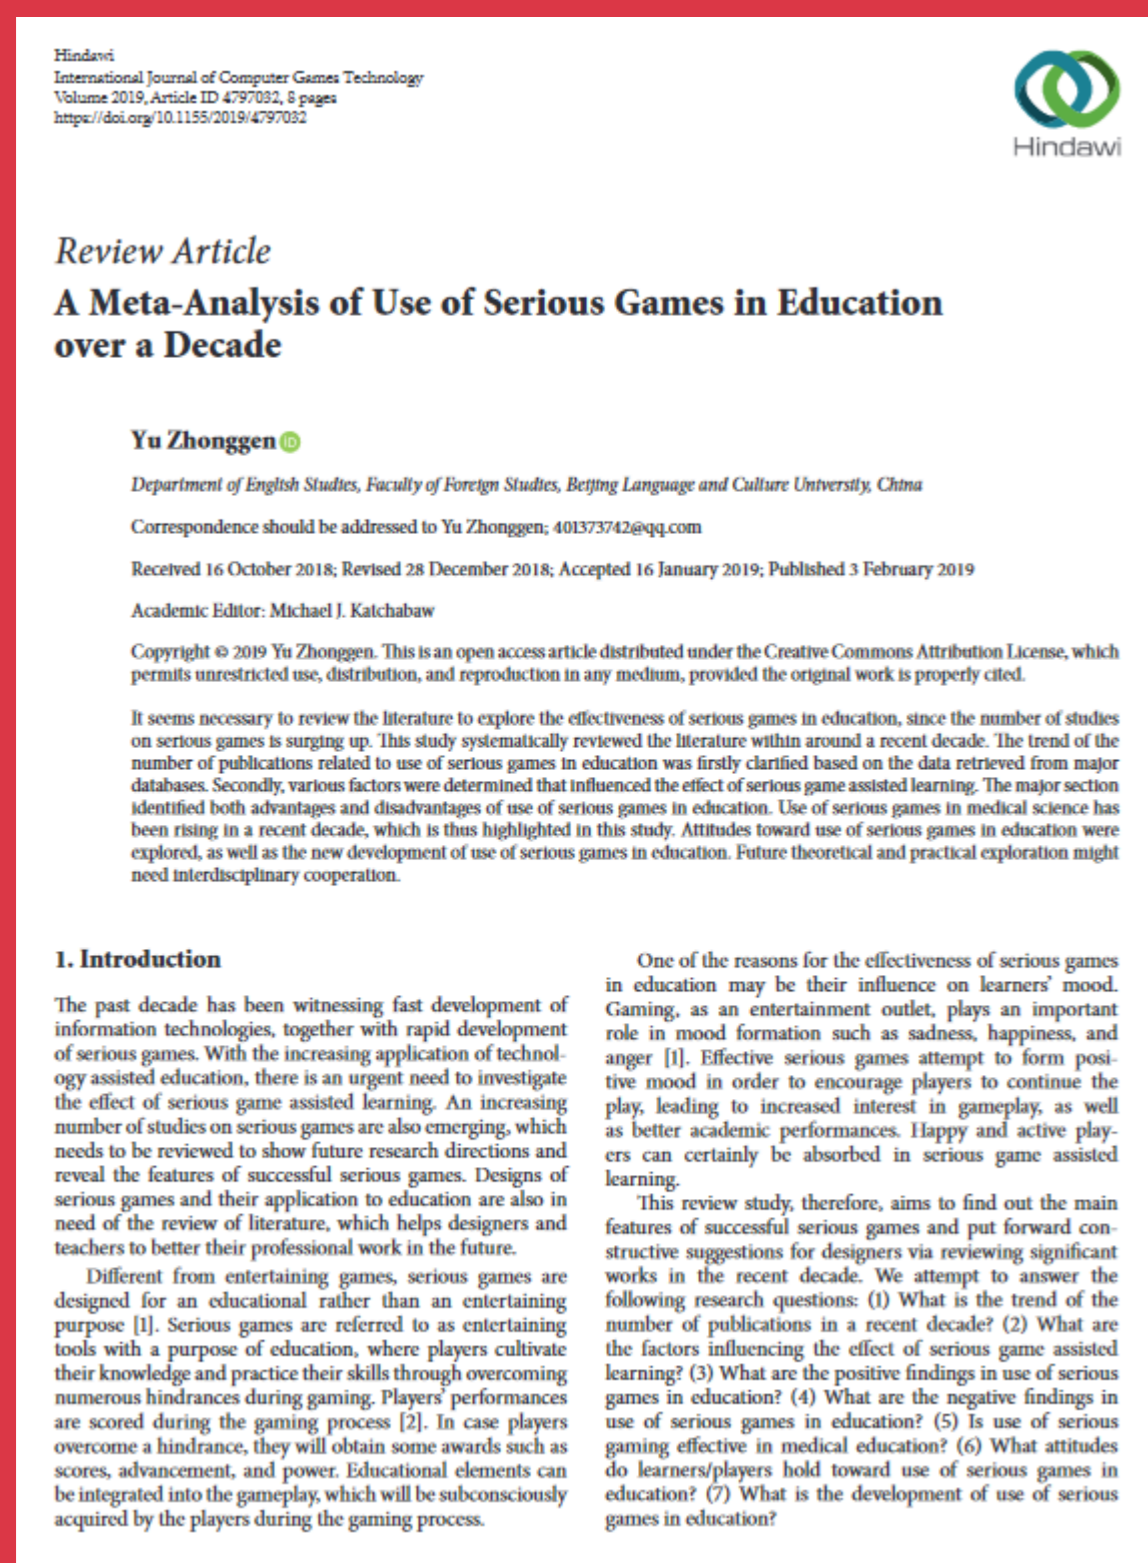 Hindawi
International Journal of Computer Games Technology
Volume 2019, Article ID 4797032, 8 pages
https://doi.org/10.1155/2019/4797032
Hindawi
Review Article
A Meta-Analysis of Use of Serious Games in Education
over a Decade
Yu Zhonggen iD
Department of English Studies, Faculty of Foreign Studies, Beijing Language and Culture University, China
Correspondence should be addressed to Yu Zhonggen; 401373742@qq.com
Received 16 October 2018; Revised 28 December 2018; Accepted 16 January 2019; Published 3 February 2019
Academic Editor: Michael J. Katchabaw
Copyright © 2019 Yu Zhonggen. This is an open access article distributed under the Creative Commons Attribution License, which
permits unrestricted use, distribution, and reproduction in any medium, provided the original work is properly cited.
It seems necessary to review the literature to explore the effectiveness of serious games in education, since the number of studies
on serious games is surging up. This study systematically reviewed the literature within around a recent decade. The trend of the
number of publications related to use of serious games in education was firstly clarified based on the data retrieved from major
databases. Secondly, various factors were determined that influenced the effect of serious game assisted learning. The major section
identified both advantages and disadvantages of use of serious games in education. Use of serious games in medical science has
been rising in a recent decade, which is thus highlighted in this study. Attitudes toward use of serious games in education were
explored, as well as the new development of use of serious games in education. Future theoretical and practical exploration might
need interdisciplinary cooperation.
1. Introduction
The past decade has been witnessing fast development of
information technologies, together with rapid development
of serious games. With the increasing application of technol-
ogy assisted education, there is an urgent need to investigate
the effect of serious game assisted learning. An increasing
number of studies on serious games are also emerging, which
needs to be reviewed to show future research directions and
reveal the features of successful serious games. Designs of
serious games and their application to education are also in
need of the review of literature, which helps designers and
teachers to better their professional work in the future.
Different from entertaining games, serious games are
designed for an educational rather than an entertaining
purpose [1]. Serious games are referred to as entertaining
tools with a purpose of education, where players cultivate
their knowledge and practice their skills through overcoming
numerous hindrances during gaming. Players' performances
are scored during the gaming process [2]. In case players
overcome a hindrance, they will obtain some awards such as
scores, advancement, and power. Educational elements can
be integrated into the gameplay, which will be subconsciously
acquired by the players during the gaming process.
One of the reasons for the effectiveness of serious games
in education may be their influence on learners' mood.
Gaming, as an entertainment outlet, plays an important
role in mood formation such as sadness, happiness, and
anger [1]. Effective serious games attempt to form posi-
tive mood in order to encourage players to continue the
play, leading to increased interest in gameplay, as well
as better academic performances. Happy and active play-
ers can certainly be absorbed in serious game assisted
learning.
This review study, therefore, aims to find out the main
features of successful serious games and put forward con-
structive suggestions for designers via reviewing significant
works in the recent decade. We attempt to answer the
following research questions: (1) What is the trend of the
number of publications in a recent decade? (2) What are
the factors influencing the effect of serious game assisted
learning? (3) What are the positive findings in use of serious
games in education? (4) What are the negative findings in
use of serious games in education? (5) Is use of serious
gaming effective in medical education? (6) What attitudes
do learners/players hold toward use of serious games in
education? (7) What is the development of use of serious
games in education?